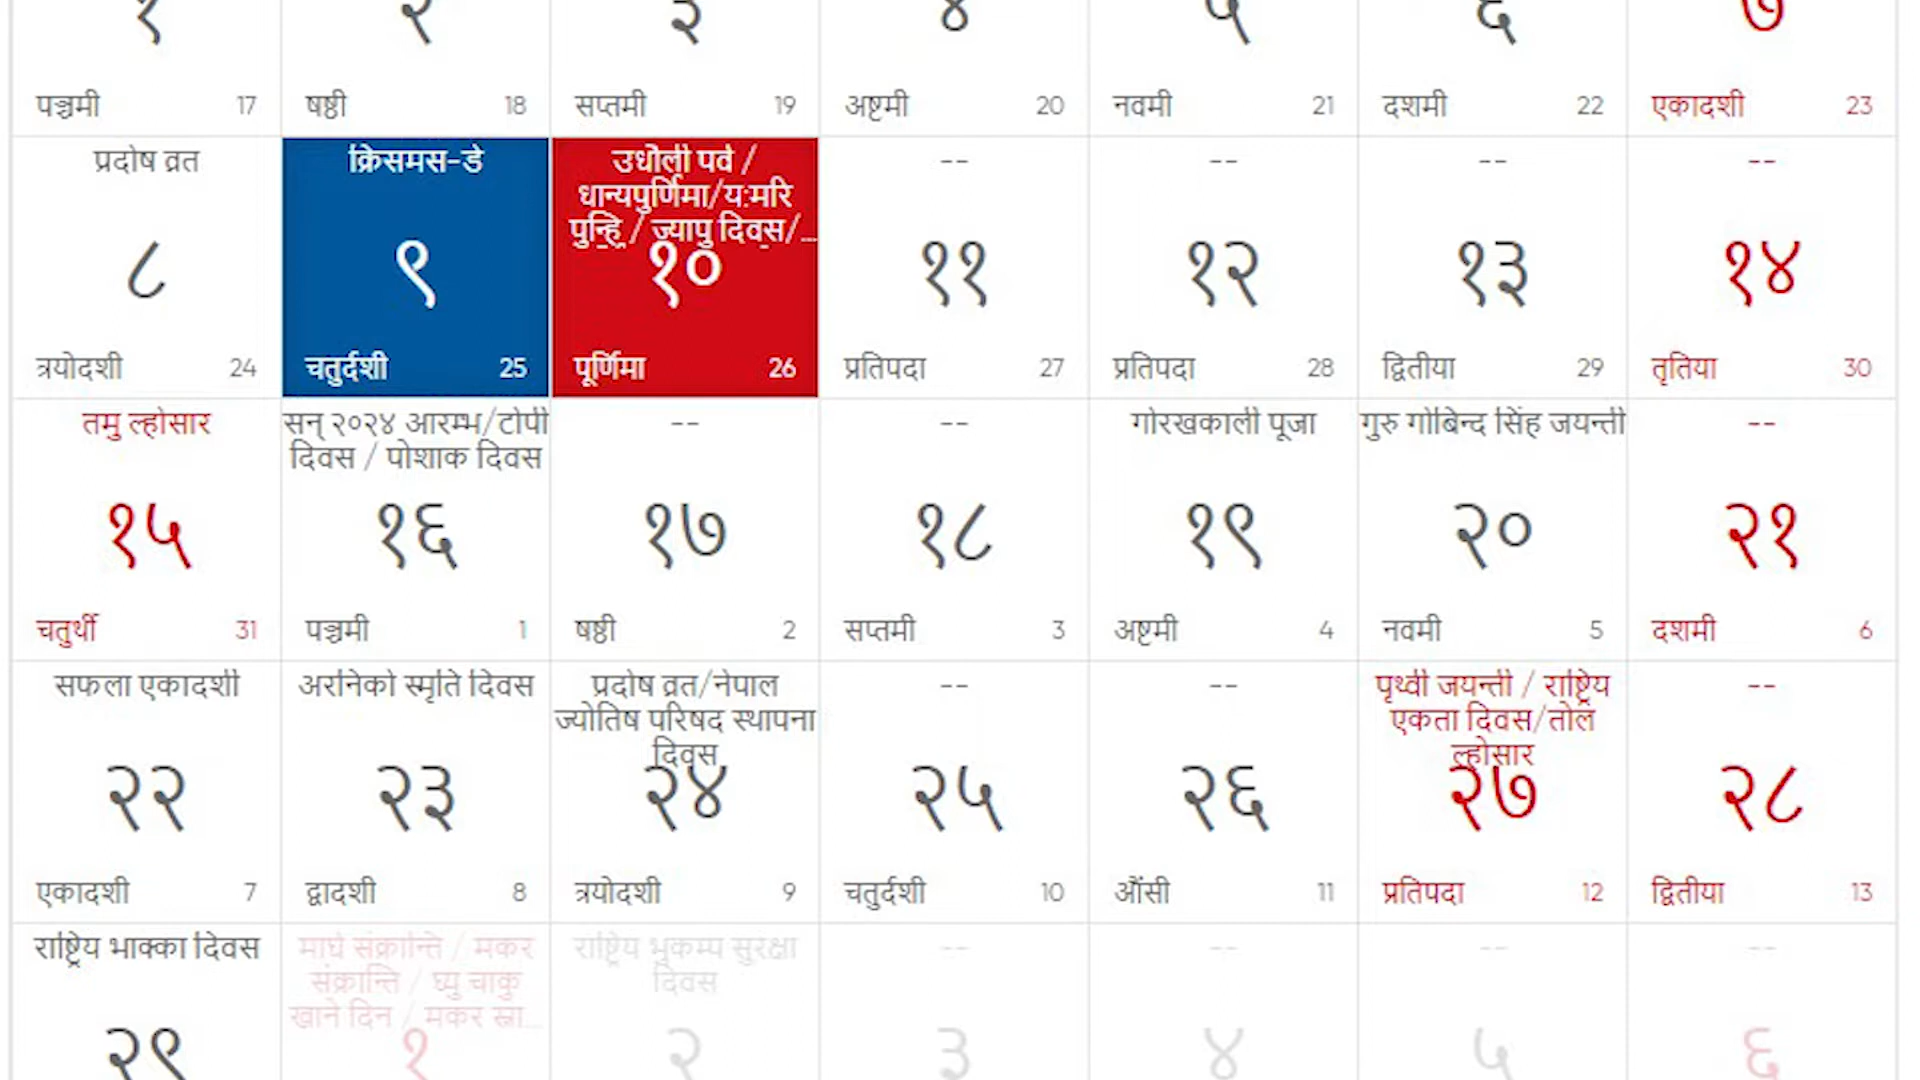 १ २ ३ ४ ५ ६ ७
पञ्चमी 17 षष्ठी 18 सप्तमी 19 अष्टमी 20 नवमी 21 दशमी 22 एकादशी 23
प्रदोष व्रत
८
त्रयोदशी 24
क्रिसमस-डे
९
चतुर्दशी 25
उधौली पर्व /
धान्यपुर्णिमा/य:मरि
पुन्हि / ज्यापु दिवस/...
१०
पूर्णिमा 26
--
११
प्रतिपदा 27
--
१२
प्रतिपदा 28
--
१३
द्वितीया 29
--
१४
तृतिया 30
तमु ल्होसार
१५
चतुर्थी 31
सन् २०२४ आरम्भ/टोपी
दिवस / पोशाक दिवस
१६
पञ्चमी 1
--
१७
षष्ठी 2
--
१८
सप्तमी 3
गोरखकाली पूजा
१९
अष्टमी 4
गुरु गोबिन्द सिंह जयन्ती
२०
नवमी 5
--
२१
दशमी 6
सफला एकादशी
२२
एकादशी 7
अरनिको स्मृति दिवस
२३
द्वादशी 8
प्रदोष व्रत/नेपाल
ज्योतिष परिषद स्थापना
दिवस
२४
त्रयोदशी 9
--
२५
चतुर्दशी 10
--
२६
औंसी 11
पृथ्वी जयन्ती / राष्ट्रिय
एकता दिवस/तोल
ल्होसार
२७
प्रतिपदा 12
--
२८
द्वितीया 13
राष्ट्रिय भाक्का दिवस
२९
माघे संक्रान्ति / मकर
संक्रान्ति / घ्यु चाकु
खाने दिन / मकर स्ना...
१
राष्ट्रिय भुकम्प सुरक्षा
दिवस
२
--
३
--
४
--
५
--
६